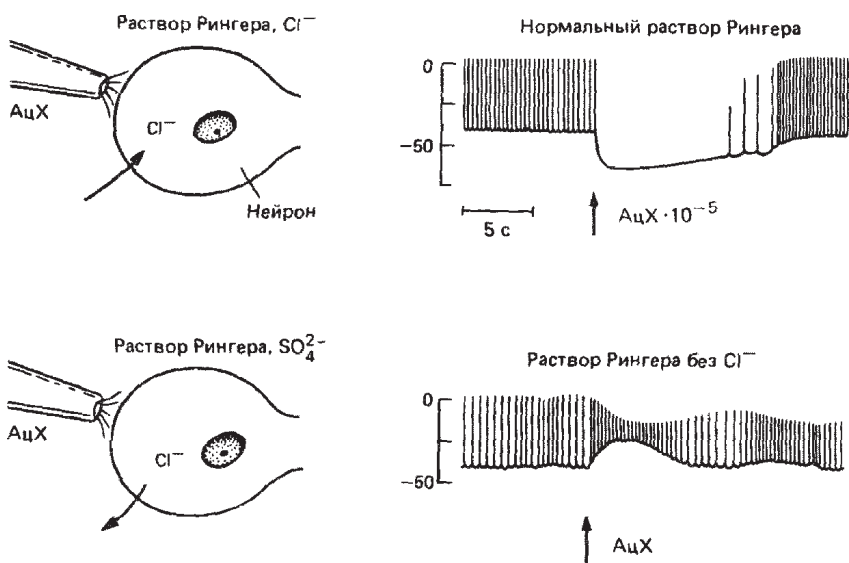 Раствор Рингера, Cl⁻
АцХ
Cl⁻
Нейрон
Нормальный раствор Рингера
0
−50
5 с
АцХ·10⁻⁵
Раствор Рингера, SO₄²⁻
АцХ
Cl⁻
Раствор Рингера без Cl⁻
0
−50
АцХ